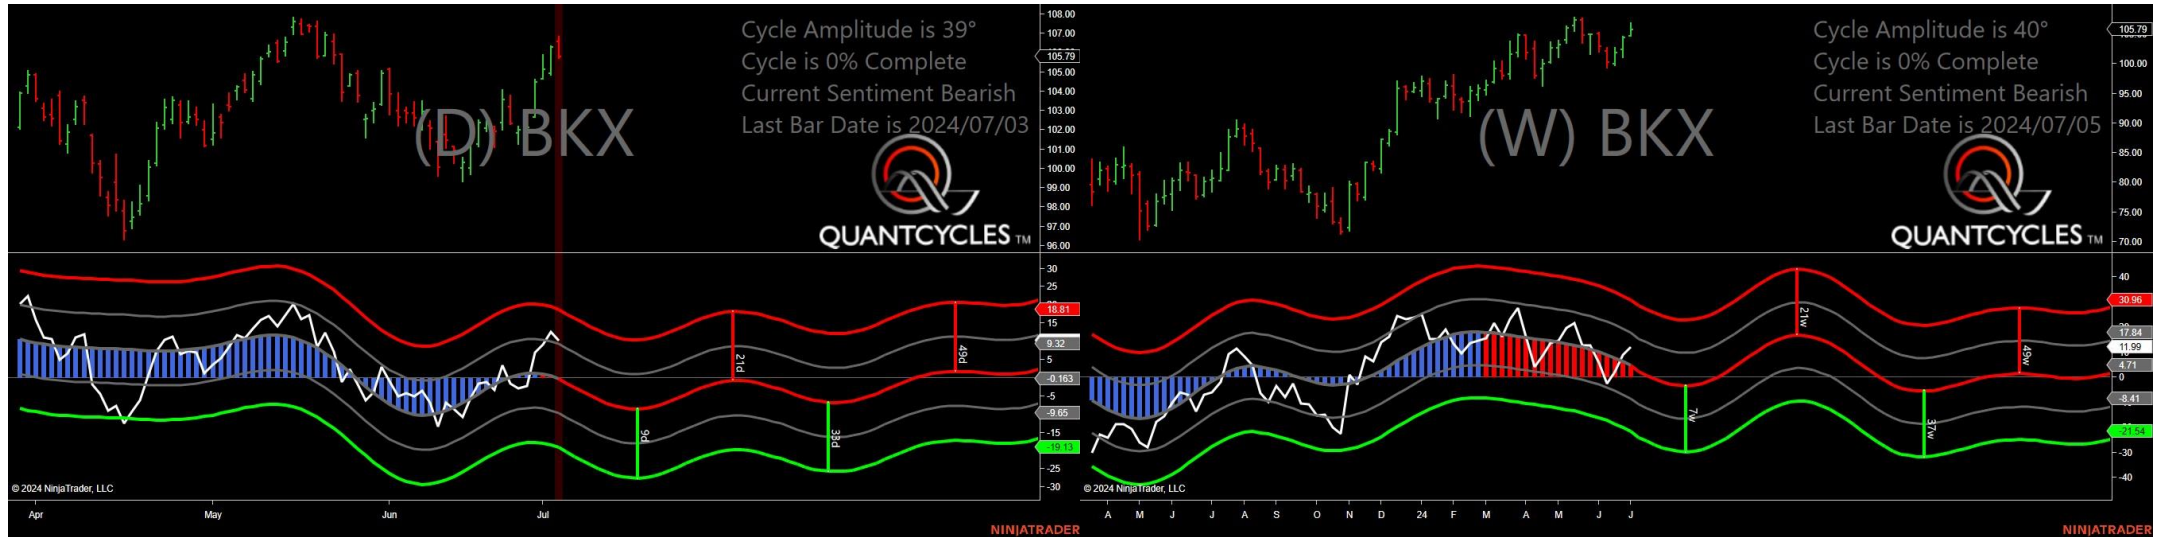 Cycle Amplitude is 39°
Cycle is 0% Complete
Current Sentiment Bearish
Last Bar Date is 2024/07/03
(D) BKX
QUANTCYCLES TM
108.00
107.00
105.79
105.00
104.00
103.00
102.00
101.00
100.00
99.00
98.00
97.00
96.00
30
25
18.81
15
9.32
5
-0.163
-5
-9.65
-15
-19.13
-25
-30
9d
21d
33d
49d
© 2024 NinjaTrader, LLC
Apr May Jun Jul
NINJATRADER
Cycle Amplitude is 40°
Cycle is 0% Complete
Current Sentiment Bearish
Last Bar Date is 2024/07/05
(W) BKX
QUANTCYCLES TM
105.79
100.00
95.00
90.00
85.00
80.00
75.00
70.00
40
30.96
17.84
11.99
4.71
0
-8.41
-21.54
-30
-40
7w
21w
37w
49w
© 2024 NinjaTrader, LLC
A M J J A S O N D 24 F M A M J J
NINJATRADER